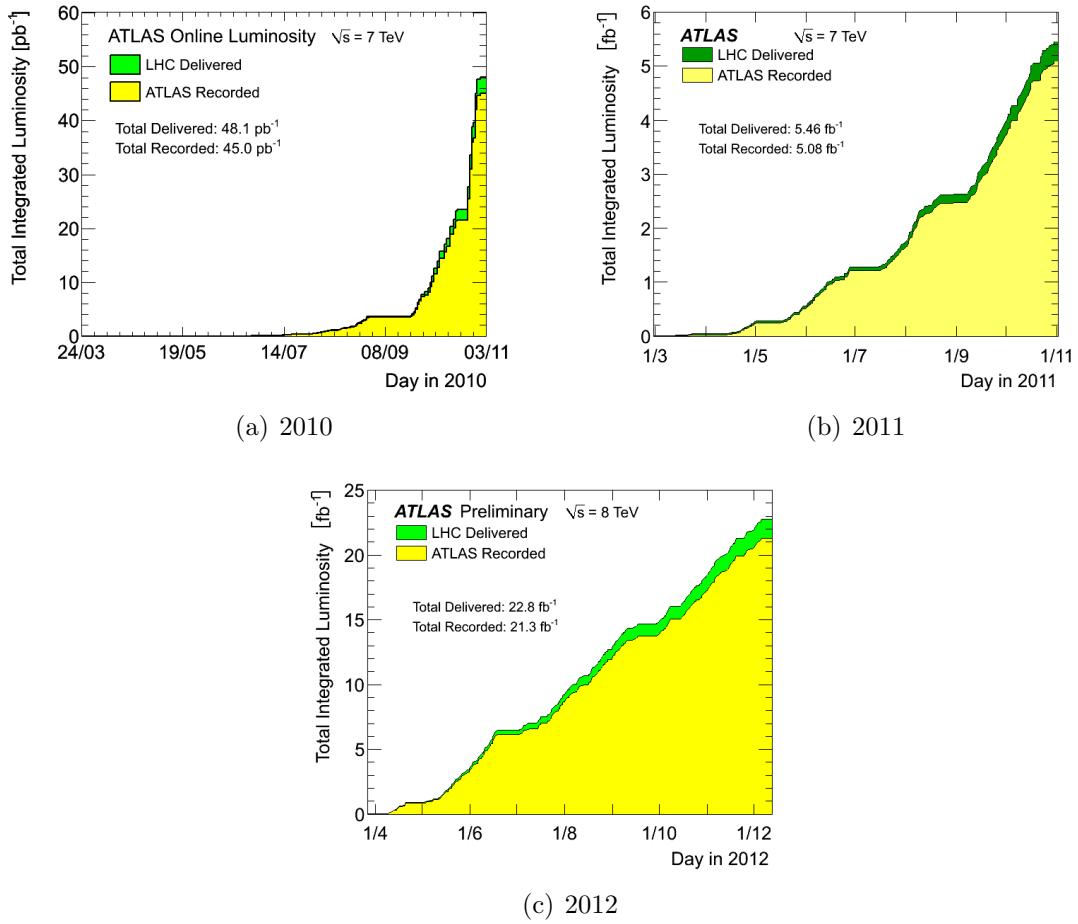 Total Integrated Luminosity [pb⁻¹]
60
50
40
30
20
10
0
ATLAS Online Luminosity √s = 7 TeV
LHC Delivered
ATLAS Recorded
Total Delivered: 48.1 pb⁻¹
Total Recorded: 45.0 pb⁻¹
24/03 19/05 14/07 08/09 03/11
Day in 2010
(a) 2010
Total Integrated Luminosity [fb⁻¹]
6
5
4
3
2
1
0
ATLAS √s = 7 TeV
LHC Delivered
ATLAS Recorded
Total Delivered: 5.46 fb⁻¹
Total Recorded: 5.08 fb⁻¹
1/3 1/5 1/7 1/9 1/11
Day in 2011
(b) 2011
Total Integrated Luminosity [fb⁻¹]
25
20
15
10
5
0
ATLAS Preliminary √s = 8 TeV
LHC Delivered
ATLAS Recorded
Total Delivered: 22.8 fb⁻¹
Total Recorded: 21.3 fb⁻¹
1/4 1/6 1/8 1/10 1/12
Day in 2012
(c) 2012